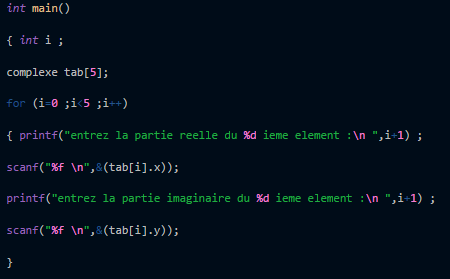 int main()
{ int i ;
complexe tab[5];
for (i=0 ;i<5 ;i++)
{ printf("entrez la partie reelle du %d ieme element :\n ",i+1) ;
scanf("%f \n",&(tab[i].x));
printf("entrez la partie imaginaire du %d ieme element :\n ",i+1) ;
scanf("%f \n",&(tab[i].y));
}